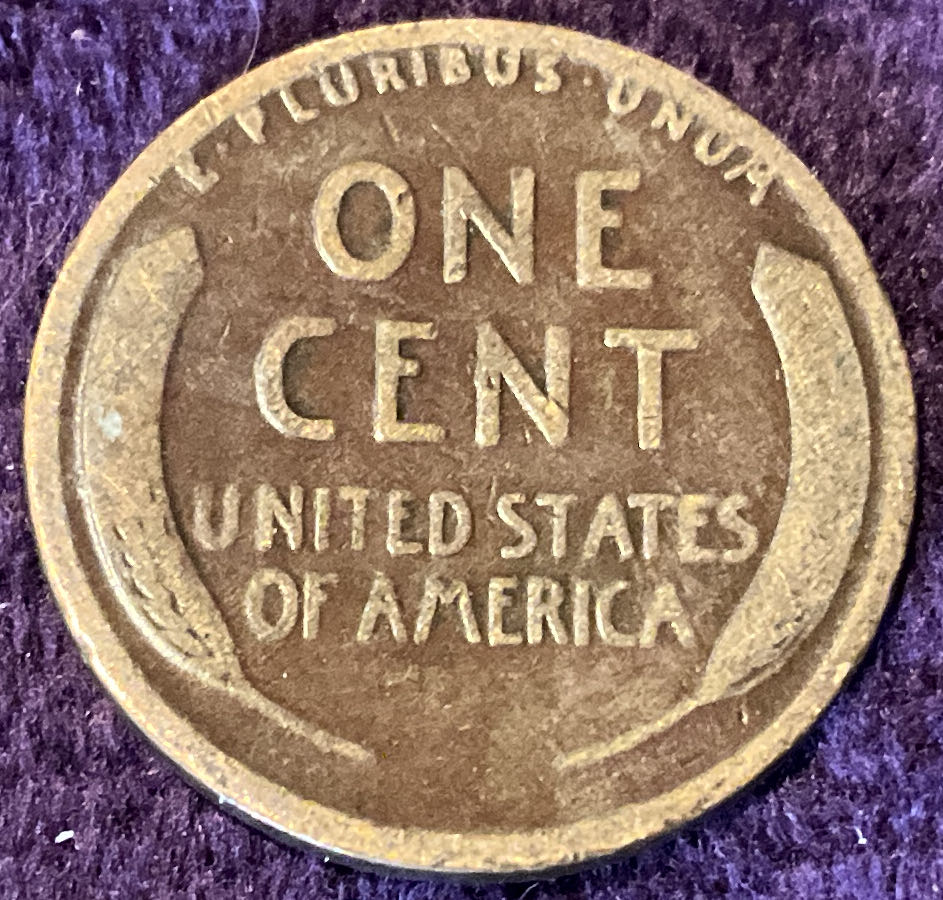 E · PLURIBUS · UNUM
ONE
CENT
UNITED STATES
OF AMERICA